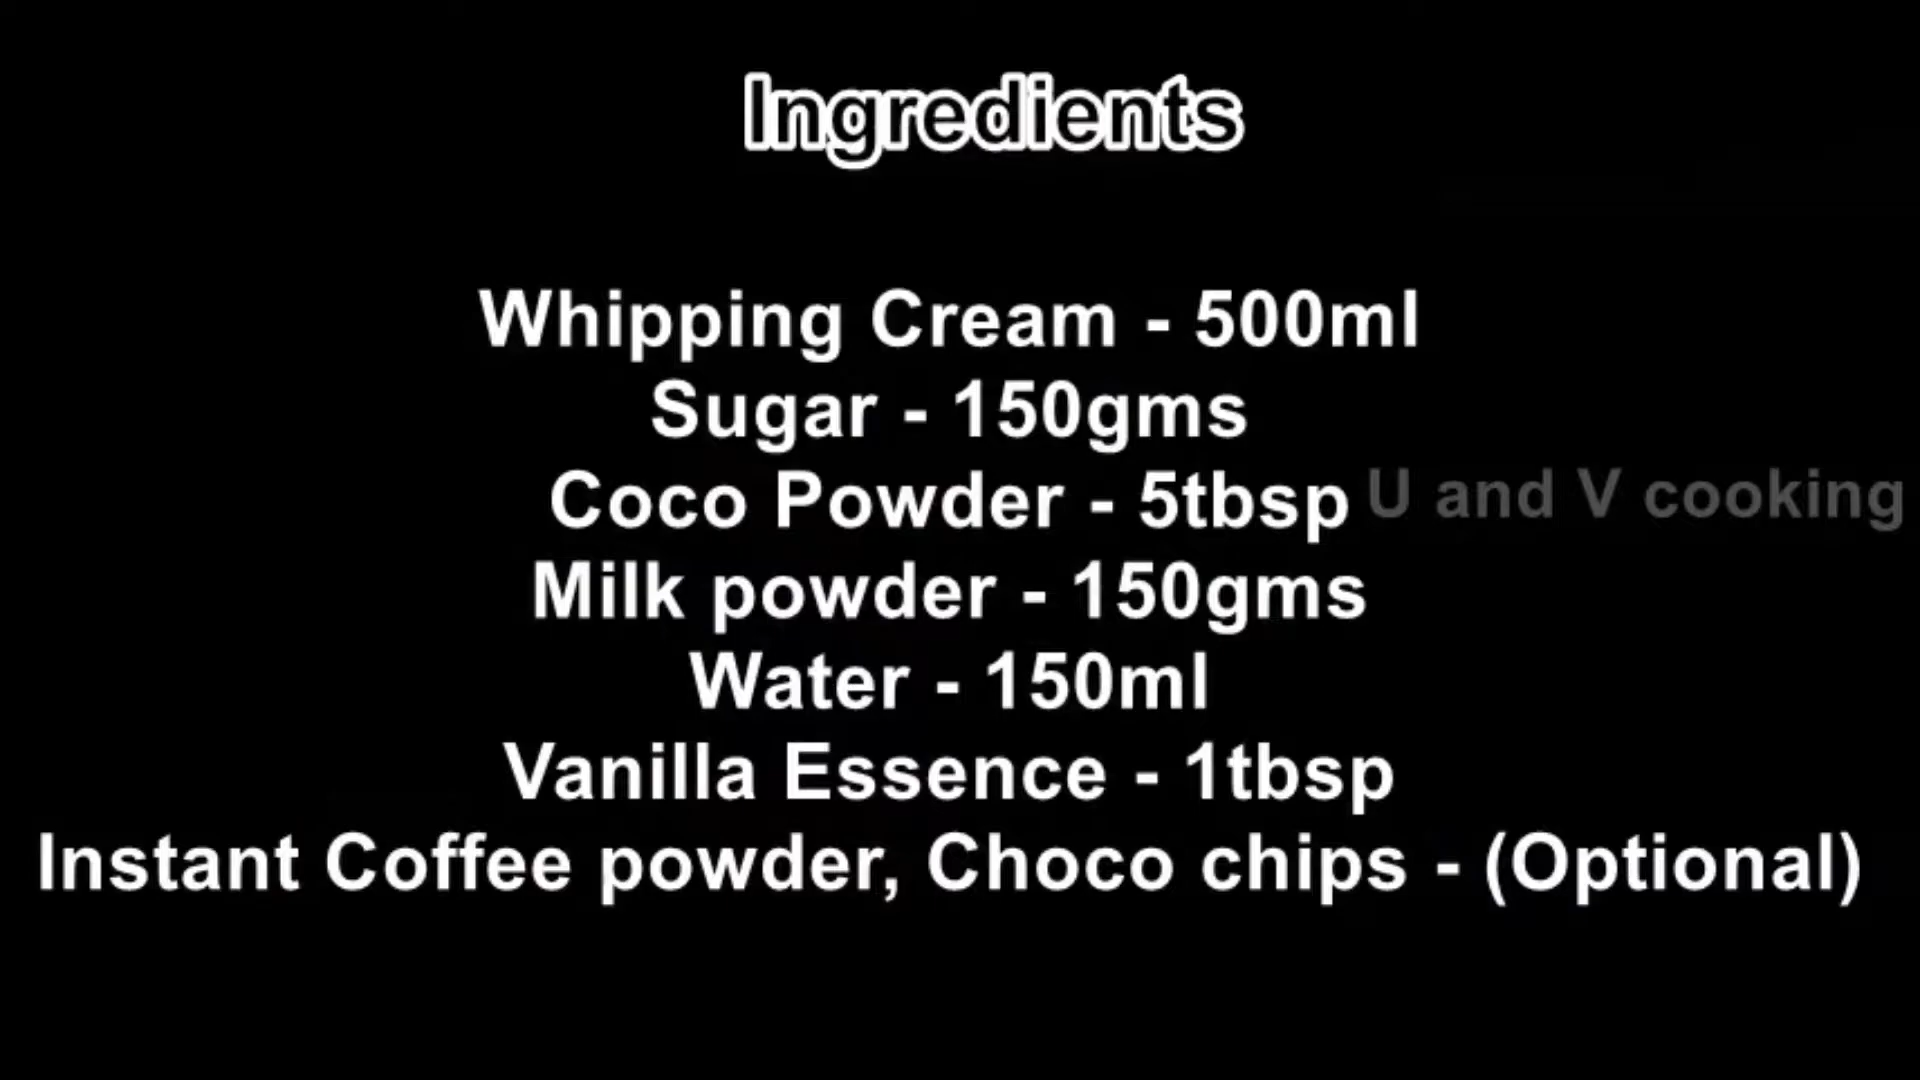 Ingredients
Whipping Cream - 500ml
Sugar - 150gms
Coco Powder - 5tbsp
U and V cooking
Milk powder - 150gms
Water - 150ml
Vanilla Essence - 1tbsp
Instant Coffee powder, Choco chips - (Optional)